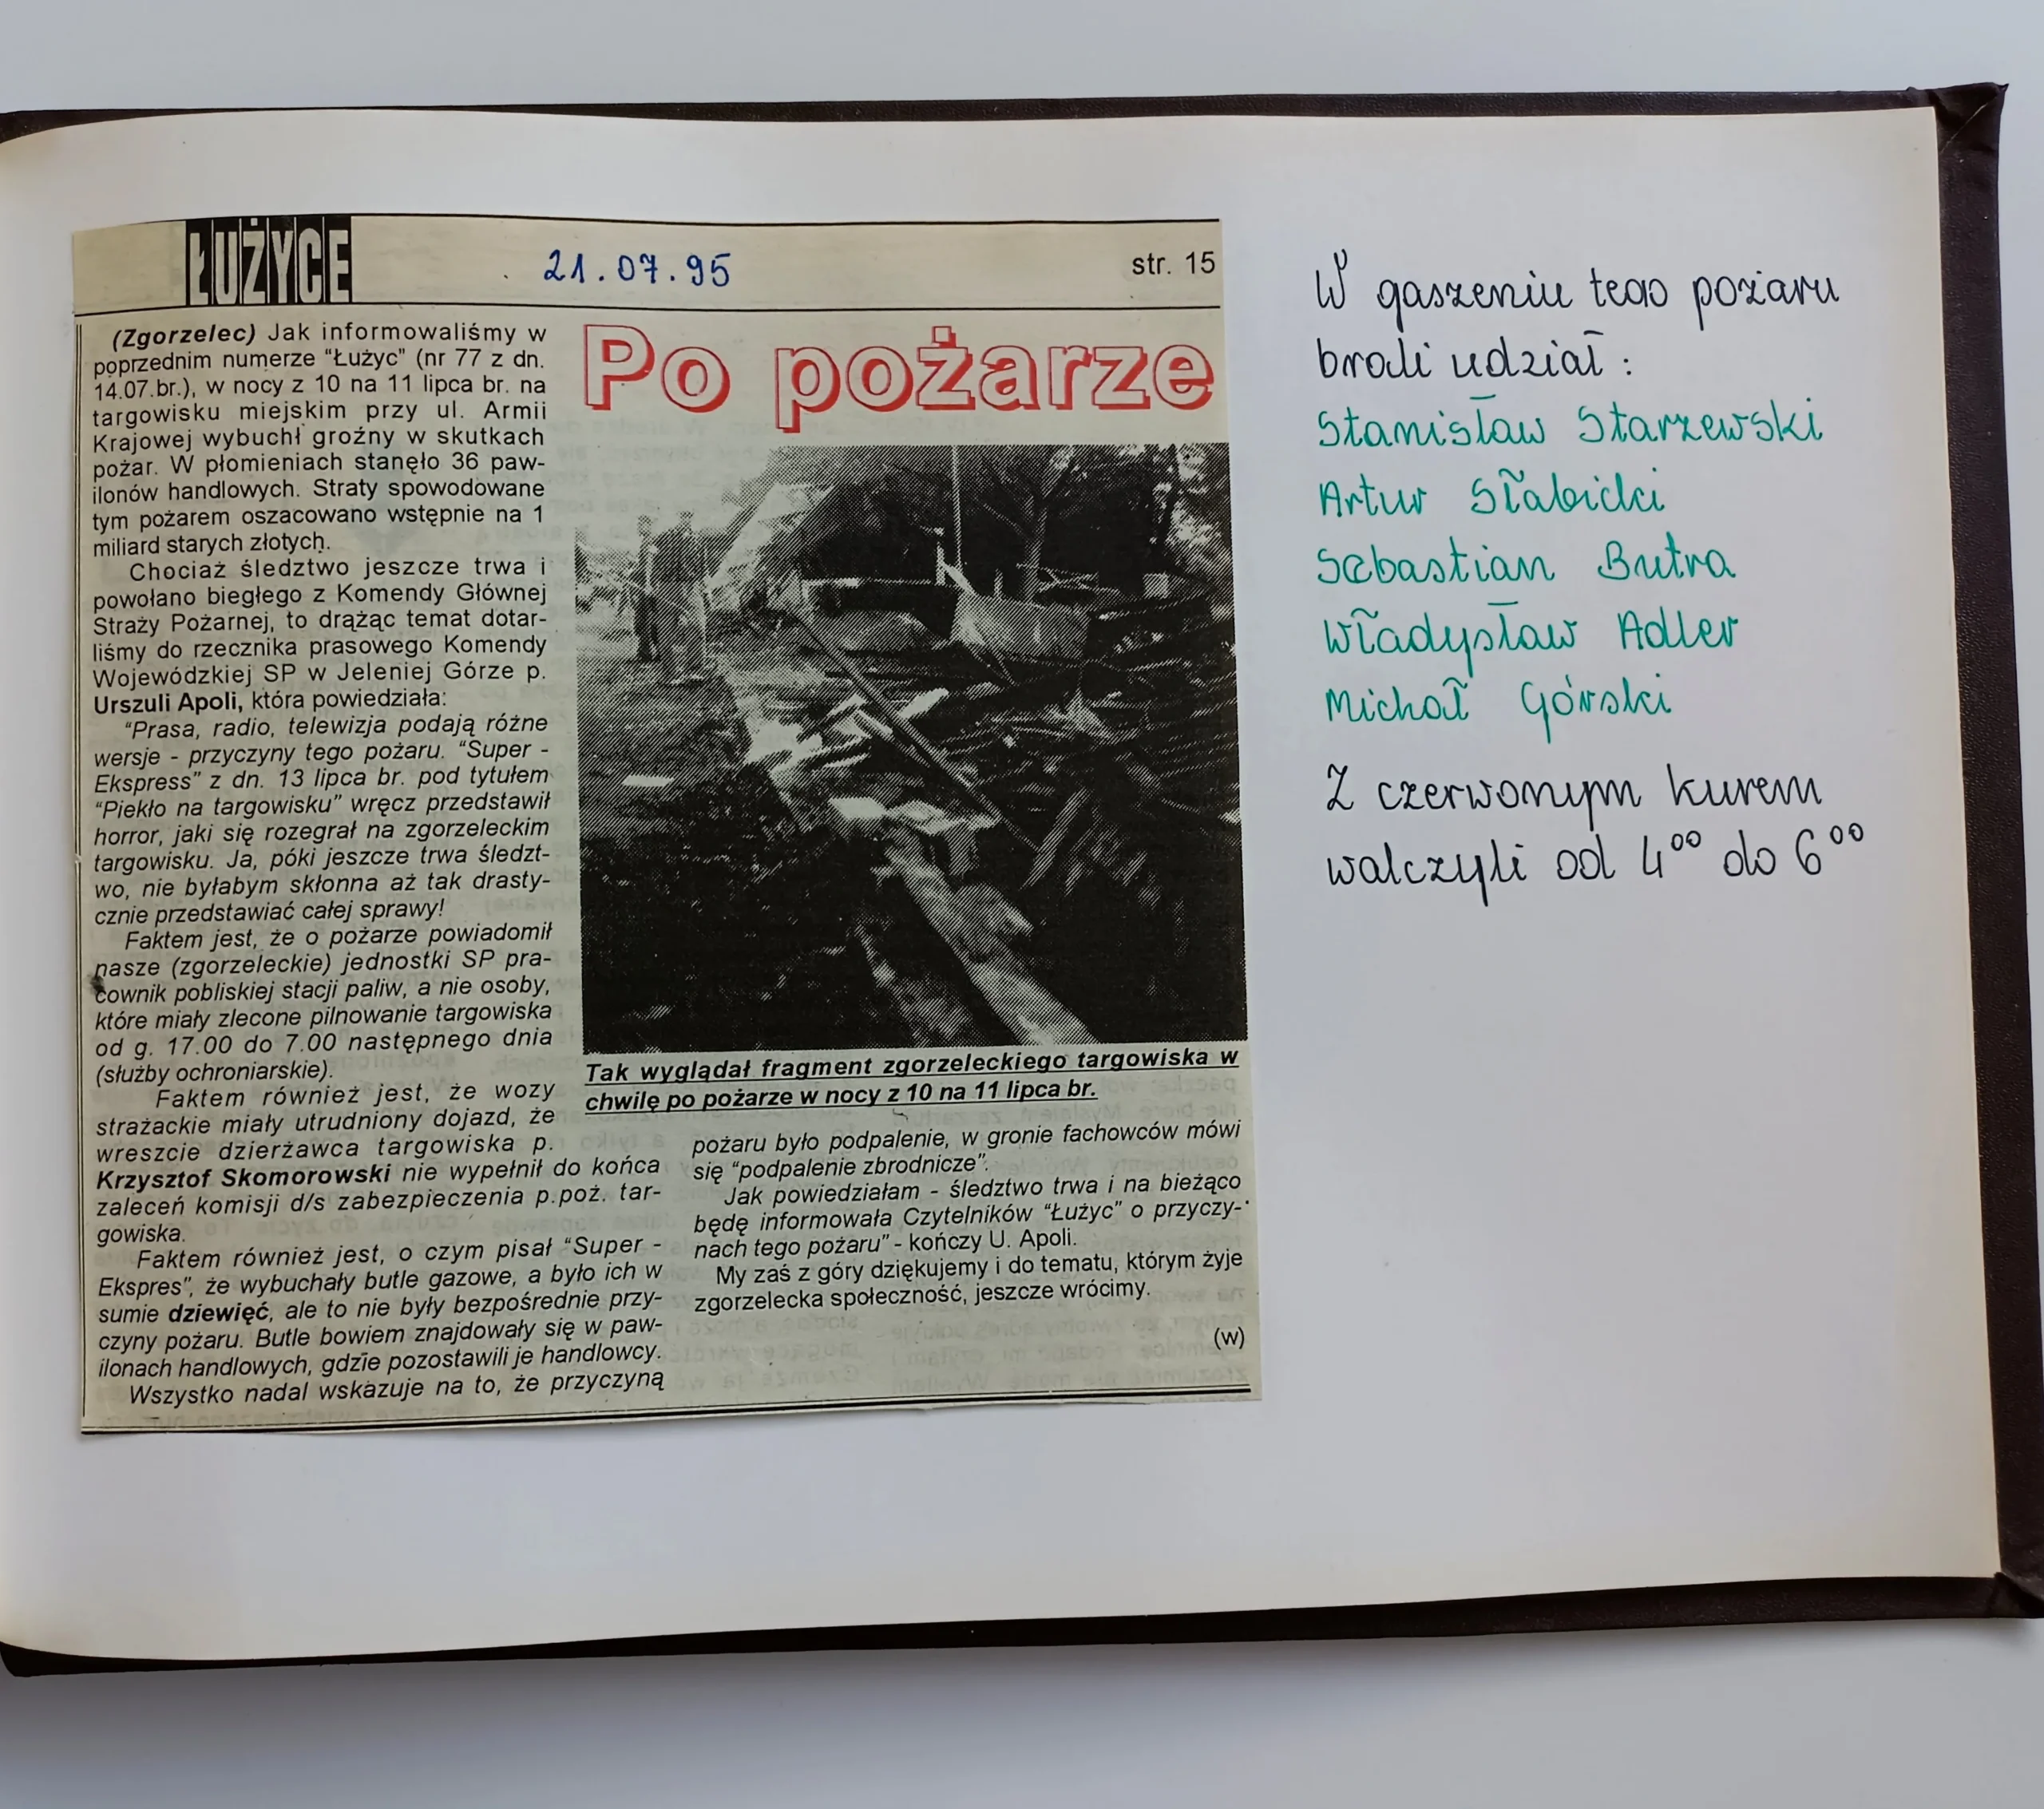 ŁUŻYCE
21.07.95
str. 15
Po pożarze
(Zgorzelec) Jak informowaliśmy w
poprzednim numerze "Łużyc" (nr 77 z dn.
14.07.br.), w nocy z 10 na 11 lipca br. na
targowisku miejskim przy ul. Armii
Krajowej wybuchł groźny w skutkach
pożar. W płomieniach stanęło 36 paw-
ilonów handlowych. Straty spowodowane
tym pożarem oszacowano wstępnie na 1
miliard starych złotych.
Chociaż śledztwo jeszcze trwa i
powołano biegłego z Komendy Głównej
Straży Pożarnej, to drążąc temat dotar-
liśmy do rzecznika prasowego Komendy
Wojewódzkiej SP w Jeleniej Górze p.
Urszuli Apoli, która powiedziała:
"Prasa, radio, telewizja podają różne
wersje - przyczyny tego pożaru. "Super -
Ekspress" z dn. 13 lipca br. pod tytułem
"Piekło na targowisku" wręcz przedstawił
horror, jaki się rozegrał na zgorzeleckim
targowisku. Ja, póki jeszcze trwa śledzt-
wo, nie byłabym skłonna aż tak drasty-
cznie przedstawiać całej sprawy!
Faktem jest, że o pożarze powiadomił
nasze (zgorzeleckie) jednostki SP pra-
cownik pobliskiej stacji paliw, a nie osoby,
które miały zlecone pilnowanie targowiska
od g. 17.00 do 7.00 następnego dnia
(służby ochroniarskie).
Faktem również jest, że wozy
strażackie miały utrudniony dojazd, że
wreszcie dzierżawca targowiska p.
Krzysztof Skomorowski nie wypełnił do końca
zaleceń komisji d/s zabezpieczenia p.poż. tar-
gowiska.
Faktem również jest, o czym pisał "Super -
Ekspres", że wybuchały butle gazowe, a było ich w
sumie dziewięć, ale to nie były bezpośrednie przy-
czyny pożaru. Butle bowiem znajdowały się w paw-
ilonach handlowych, gdzie pozostawili je handlowcy.
Wszystko nadal wskazuje na to, że przyczyną
Tak wyglądał fragment zgorzeleckiego targowiska w
chwilę po pożarze w nocy z 10 na 11 lipca br.
pożaru było podpalenie, w gronie fachowców mówi
się "podpalenie zbrodnicze".
Jak powiedziałam - śledztwo trwa i na bieżąco
będę informowała Czytelników "Łużyc" o przyczy-
nach tego pożaru" - kończy U. Apoli.
My zaś z góry dziękujemy i do tematu, którym żyje
zgorzelecka społeczność, jeszcze wrócimy.
(w)
W gaszeniu tego pożaru
brali udział :
Stanisław Starzewski
Artur Słabicki
Sebastian Butra
Władysław Adler
Michał Górski
Z czerwonym kurem
walczyli od 4⁰⁰ do 6⁰⁰